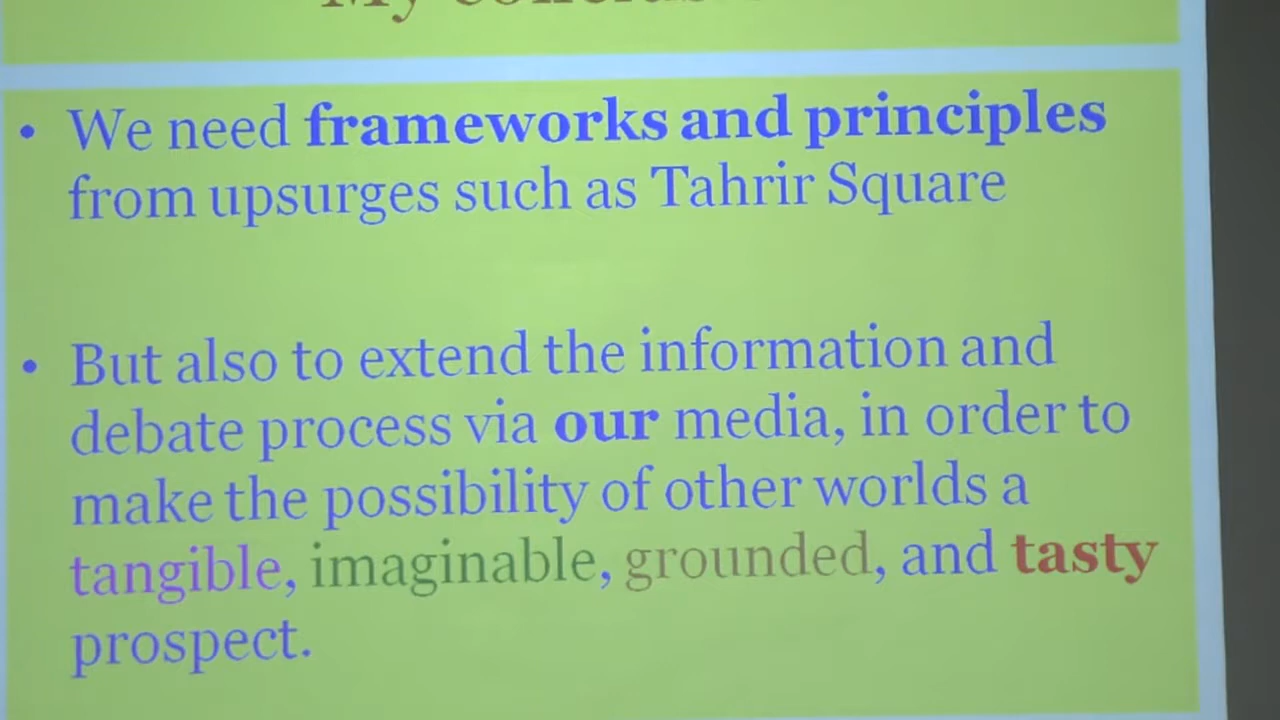 My
• We need frameworks and principles
from upsurges such as Tahrir Square
• But also to extend the information and
debate process via our media, in order to
make the possibility of other worlds a
tangible, imaginable, grounded, and tasty
prospect.